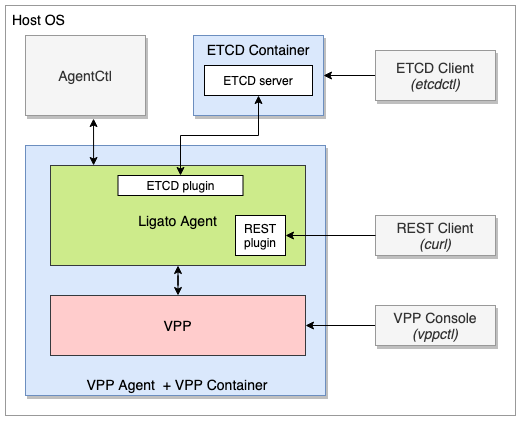 Host OS
AgentCtl
ETCD Container
ETCD server
ETCD Client
(etcdctl)
ETCD plugin
Ligato Agent
REST
plugin
REST Client
(curl)
VPP
VPP Console
(vppctl)
VPP Agent + VPP Container